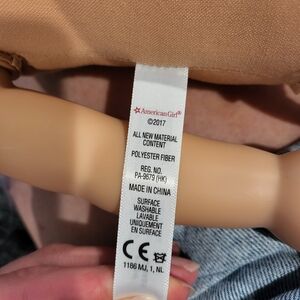 AmericanGirl®
©2017
ALL NEW MATERIAL
CONTENT
POLYESTER FIBER
REG. NO.
PA-9679 (HK)
MADE IN CHINA
SURFACE
WASHABLE
LAVABLE
UNIQUEMENT
EN SURFACE
CE
1186 MJ, 1, NL